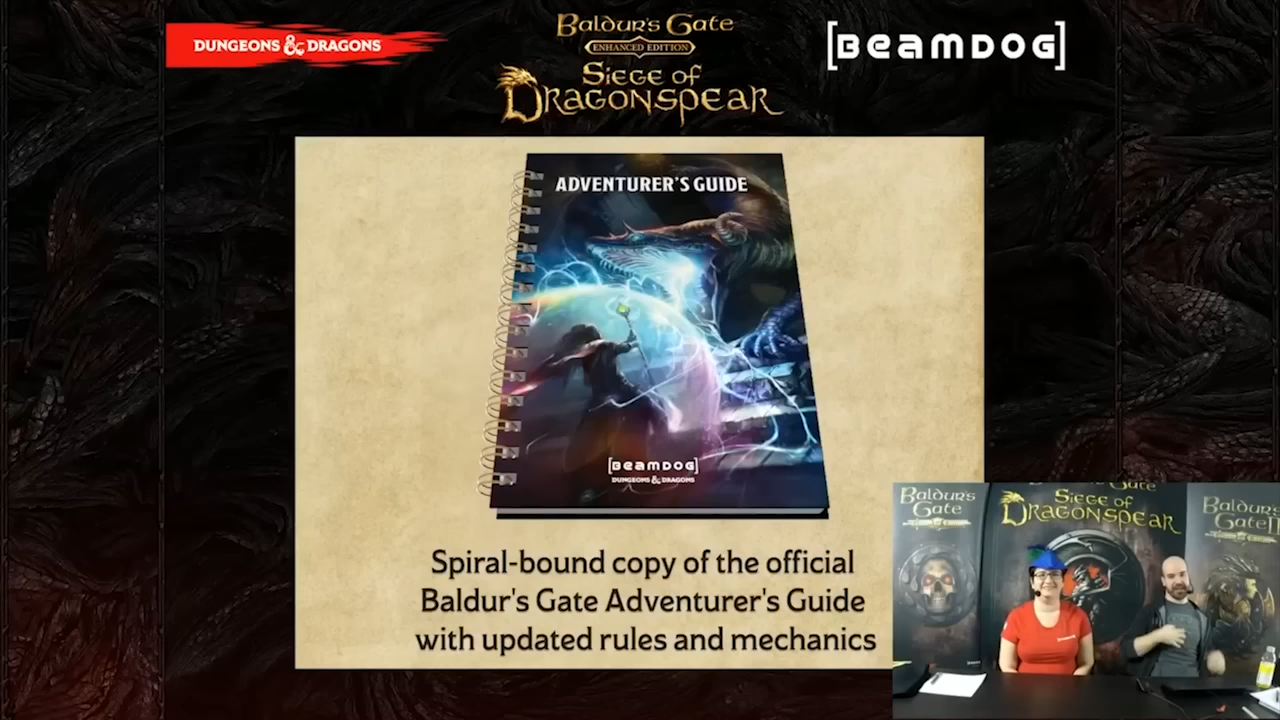 DUNGEONS & DRAGONS
BALDUR'S GATE
ENHANCED EDITION
SIEGE OF
DRAGONSPEAR
[BEAMDOG]
ADVENTURER'S GUIDE
[BEAMDOG]
DUNGEONS & DRAGONS
Spiral-bound copy of the official
Baldur's Gate Adventurer's Guide
with updated rules and mechanics
BALDUR'S
GATE
SIEGE OF
DRAGONSPEAR
BALDUR'S
GATE II